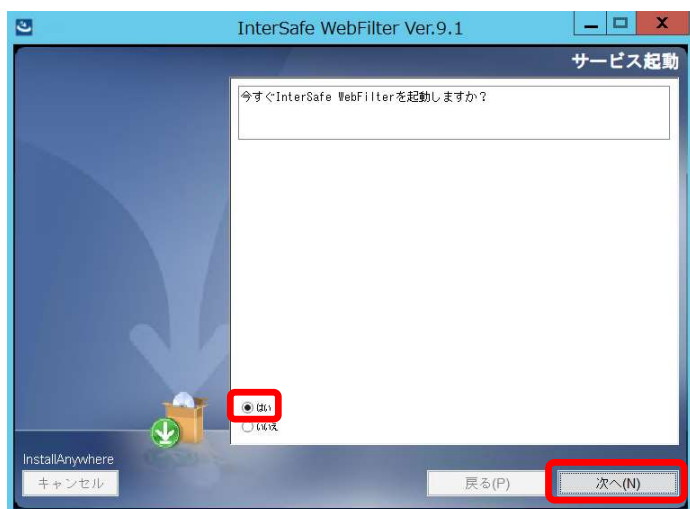 InterSafe WebFilter Ver.9.1
サービス起動
今すぐInterSafe WebFilterを起動しますか？
はい
いいえ
InstallAnywhere
キャンセル
戻る(P)
次へ(N)